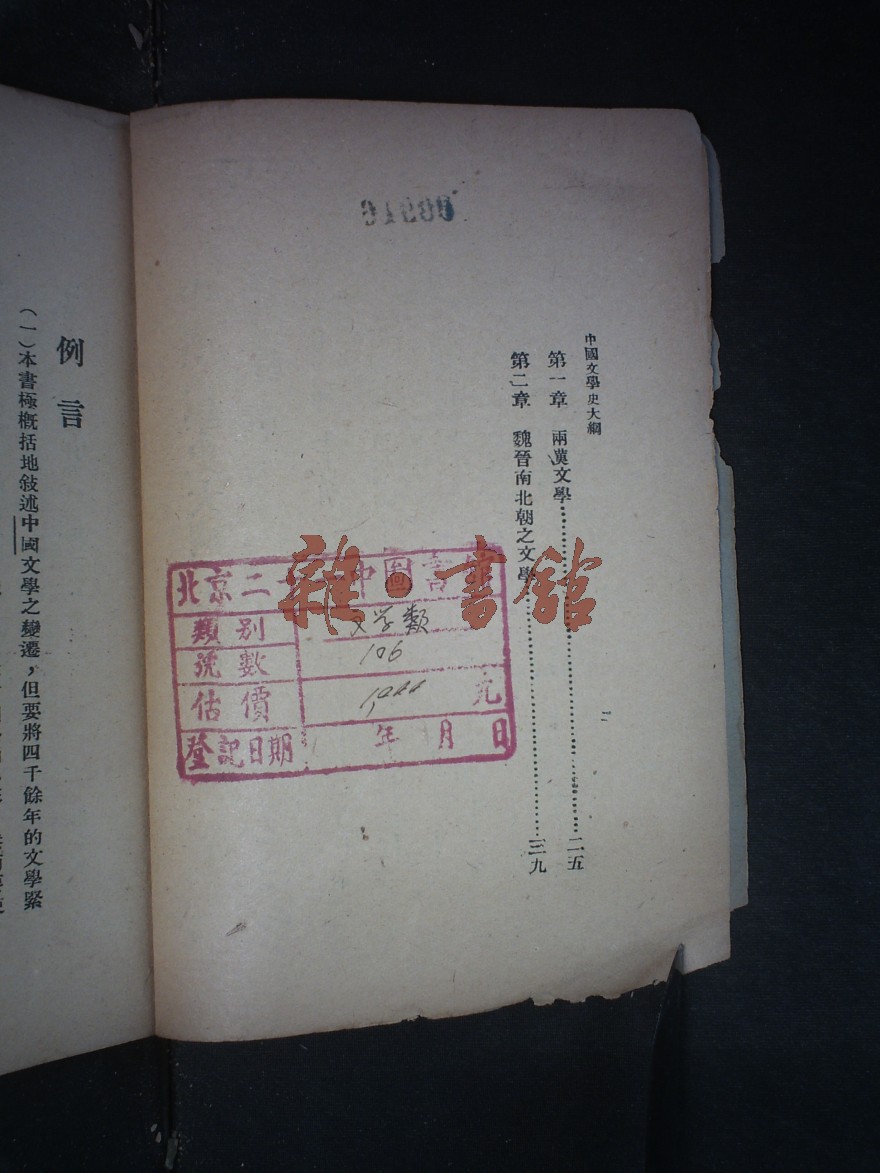 中國文學史大綱
第一章 兩漢文學……二五
第二章 魏晉南北朝之文學……三九
二
北京二 中圖書
類別 文学類
號數 106
估價 元
登記日期 年 月 日
雜·書館
例言
(一)本書極概括地敍述中國文學之變遷,但要將四千餘年的文學緊